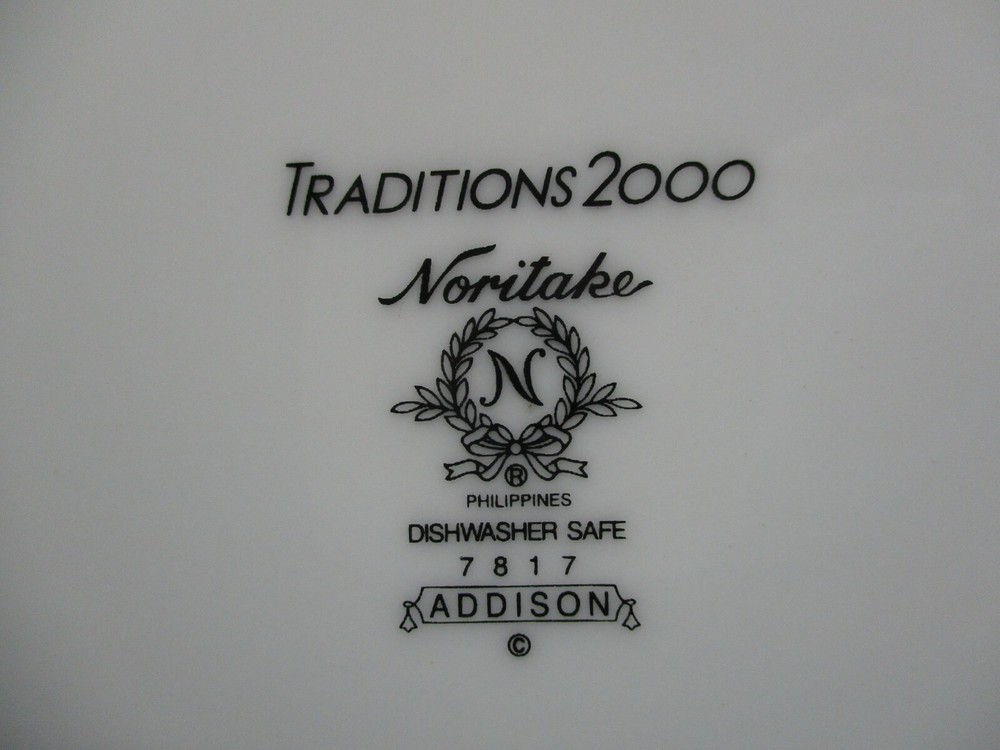 TRADITIONS 2000
Noritake
N
®
PHILIPPINES
DISHWASHER SAFE
7817
ADDISON
©